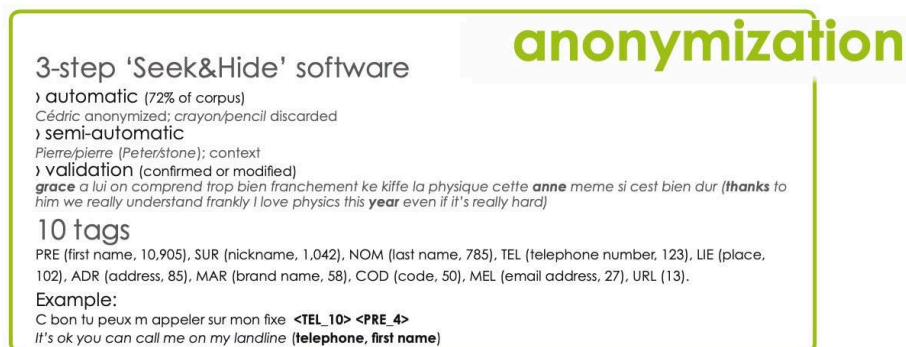 anonymization
3-step ‘Seek&Hide’ software
› automatic (72% of corpus)
Cédric anonymized; crayon/pencil discarded
› semi-automatic
Pierre/pierre (Peter/stone); context
› validation (confirmed or modified)
grace a lui on comprend trop bien franchement ke kiffe la physique cette anne meme si cest bien dur (thanks to
him we really understand frankly I love physics this year even if it’s really hard)
10 tags
PRE (first name, 10,905), SUR (nickname, 1,042), NOM (last name, 785), TEL (telephone number, 123), LIE (place,
102), ADR (address, 85), MAR (brand name, 58), COD (code, 50), MEL (email address, 27), URL (13).
Example:
C bon tu peux m appeler sur mon fixe <TEL_10> <PRE_4>
It’s ok you can call me on my landline (telephone, first name)